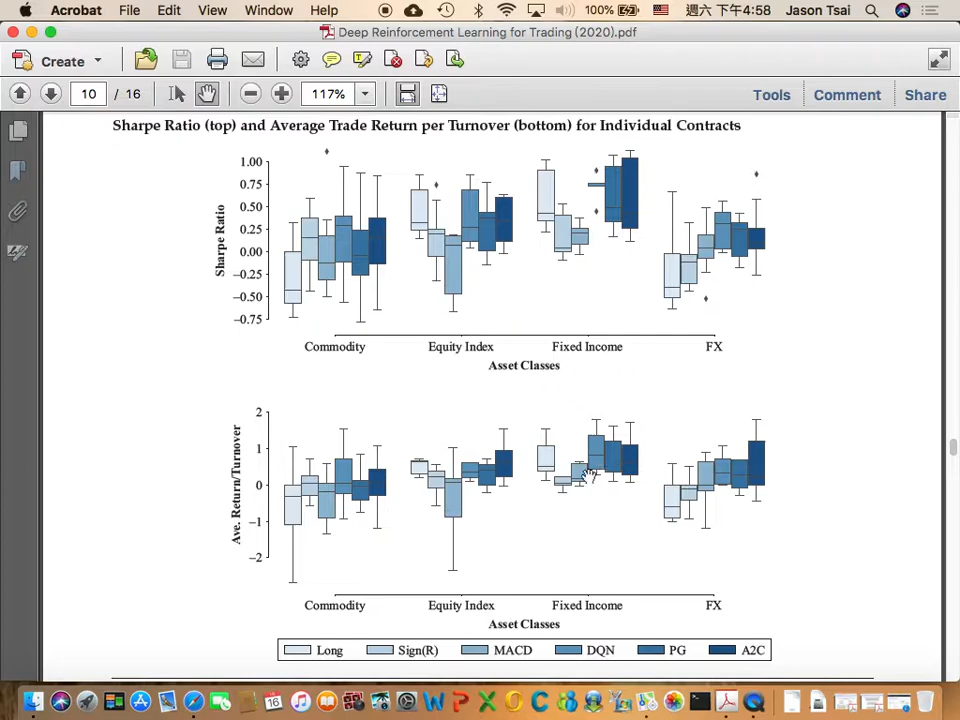 Acrobat File Edit View Window Help 100% 週六 下午4:58 Jason Tsai
Deep Reinforcement Learning for Trading (2020).pdf
Create
10 / 16 117% Tools Comment Share
Sharpe Ratio (top) and Average Trade Return per Turnover (bottom) for Individual Contracts
1.00
0.75
0.50
0.25
0.00
−0.25
−0.50
−0.75
Sharpe Ratio
Commodity Equity Index Fixed Income FX
Asset Classes
2
1
0
−1
−2
Ave. Return/Turnover
Commodity Equity Index Fixed Income FX
Asset Classes
Long Sign(R) MACD DQN PG A2C